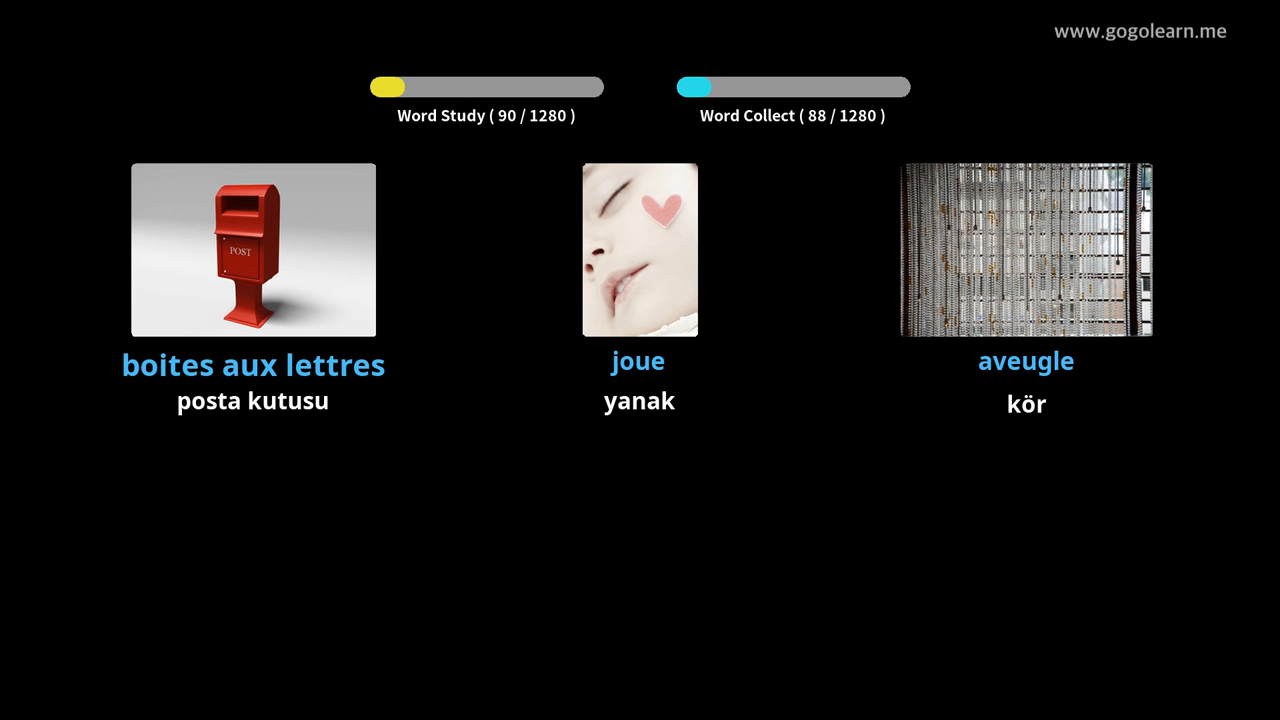 www.gogolearn.me
Word Study ( 90 / 1280 )
Word Collect ( 88 / 1280 )
POST
boites aux lettres
joue
aveugle
posta kutusu
yanak
kör